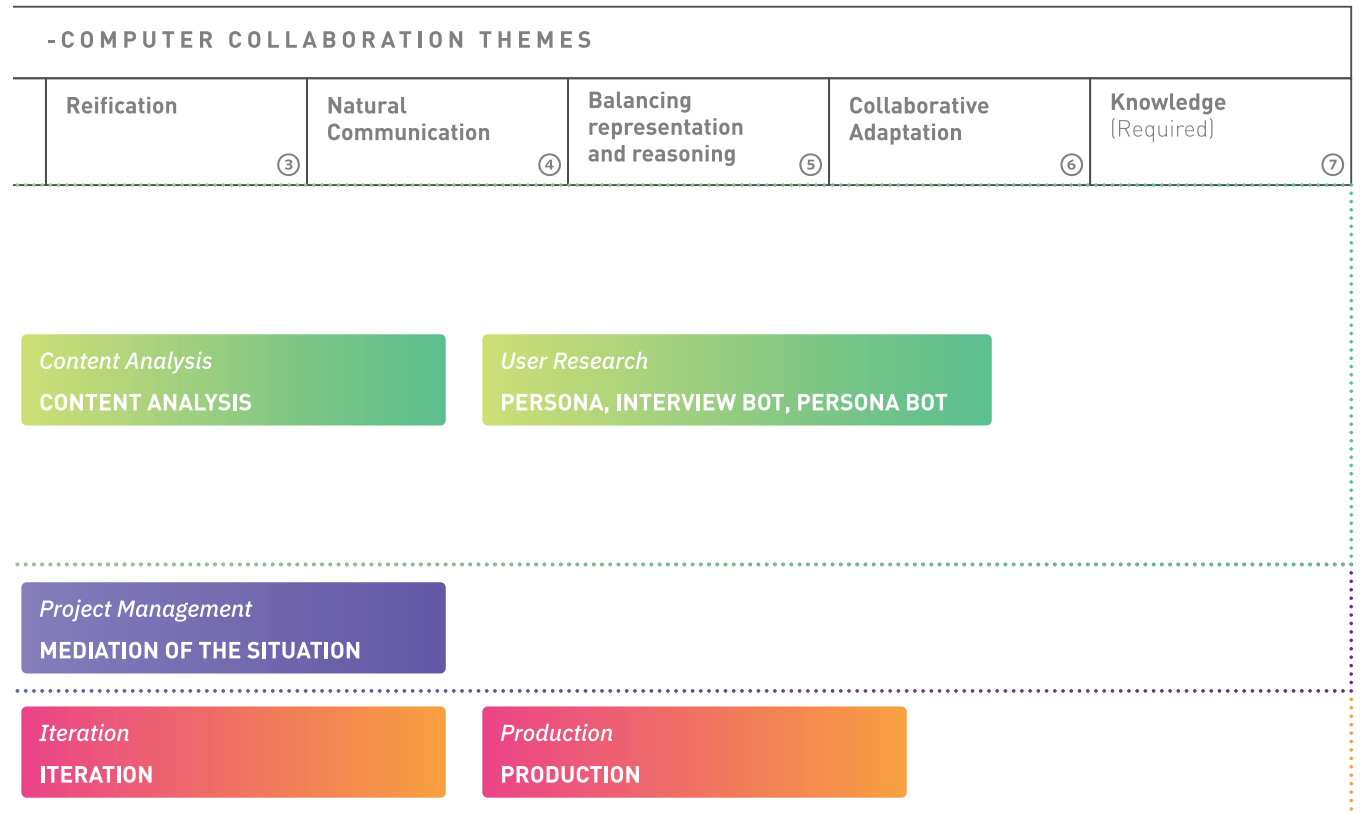 -COMPUTER COLLABORATION THEMES
Reification
③
Natural
Communication
④
Balancing
representation
and reasoning
⑤
Collaborative
Adaptation
⑥
Knowledge
(Required)
⑦
Content Analysis
CONTENT ANALYSIS
User Research
PERSONA, INTERVIEW BOT, PERSONA BOT
Project Management
MEDIATION OF THE SITUATION
Iteration
ITERATION
Production
PRODUCTION